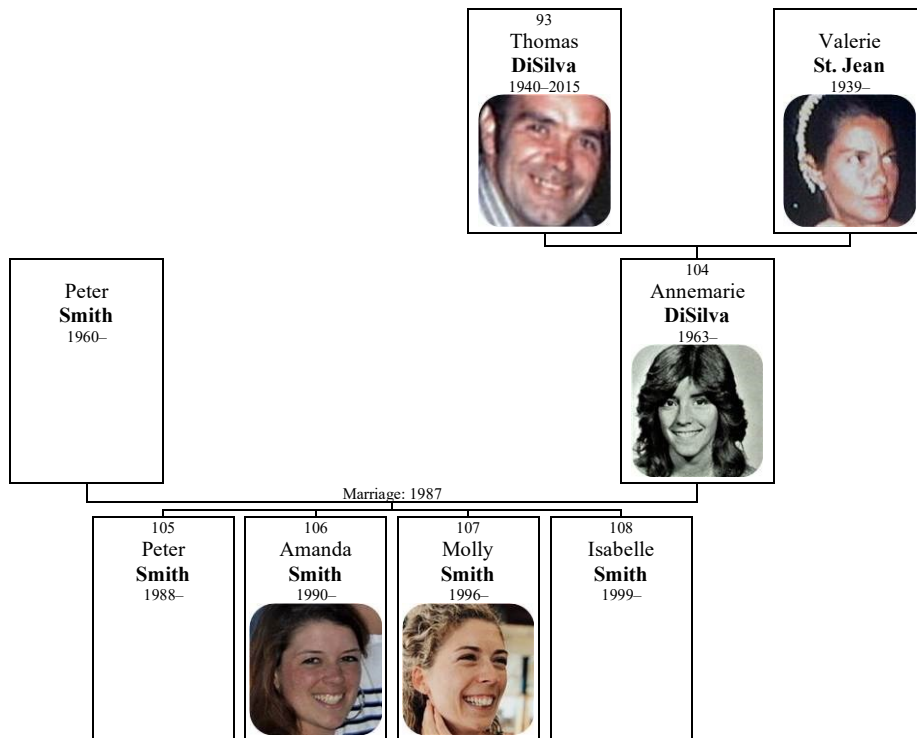 93
Thomas
DiSilva
1940–2015
Valerie
St. Jean
1939–
Peter
Smith
1960–
104
Annemarie
DiSilva
1963–
Marriage: 1987
105
Peter
Smith
1988–
106
Amanda
Smith
1990–
107
Molly
Smith
1996–
108
Isabelle
Smith
1999–